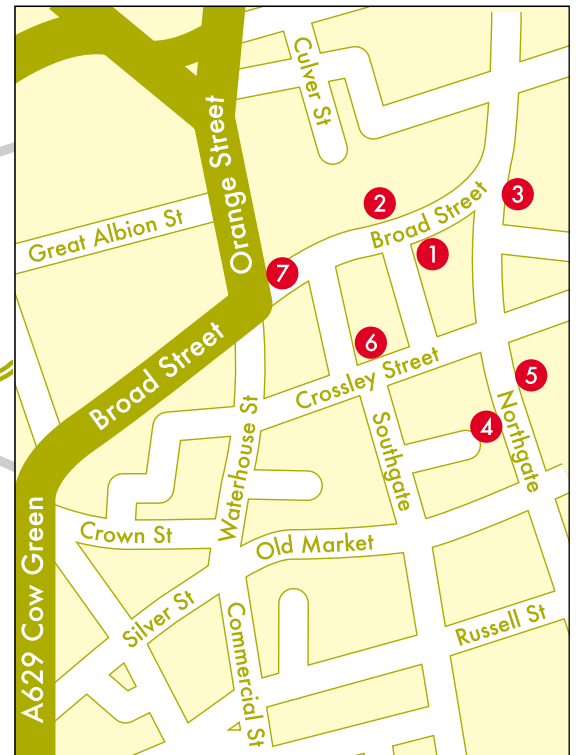 Culver St
Orange Street
2
3
Broad Street
Great Albion St
1
7
6
Broad Street
Crossley Street
5
Northgate
4
Southgate
Waterhouse St
A629 Cow Green
Crown St
Old Market
Silver St
Commercial St
Russell St